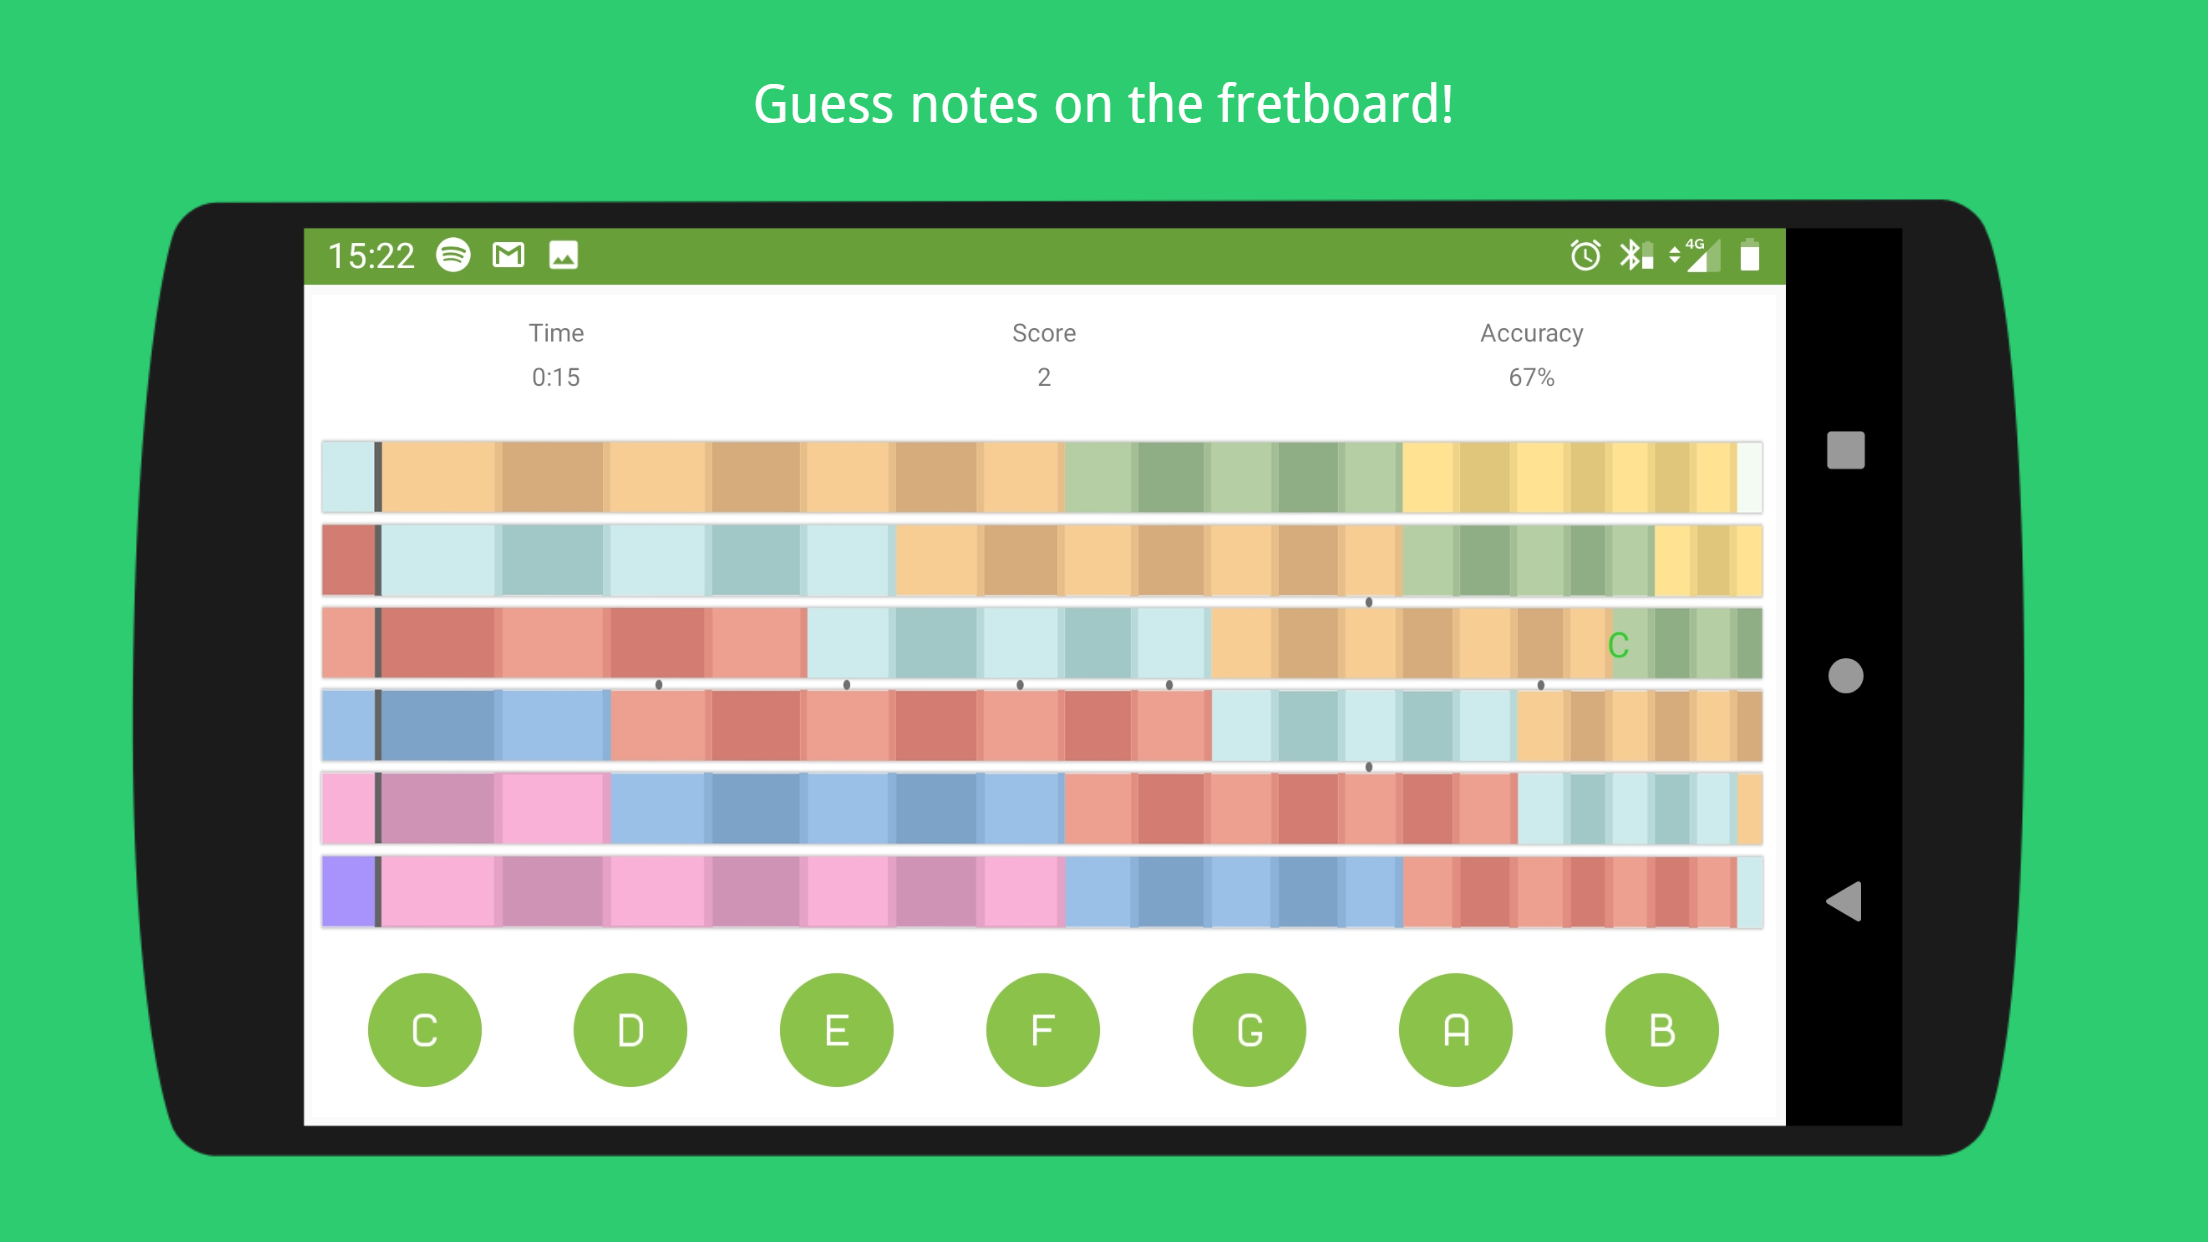 Guess notes on the fretboard!
15:22 4G
Time Score Accuracy
0:15 2 67%
C
C D E F G A B